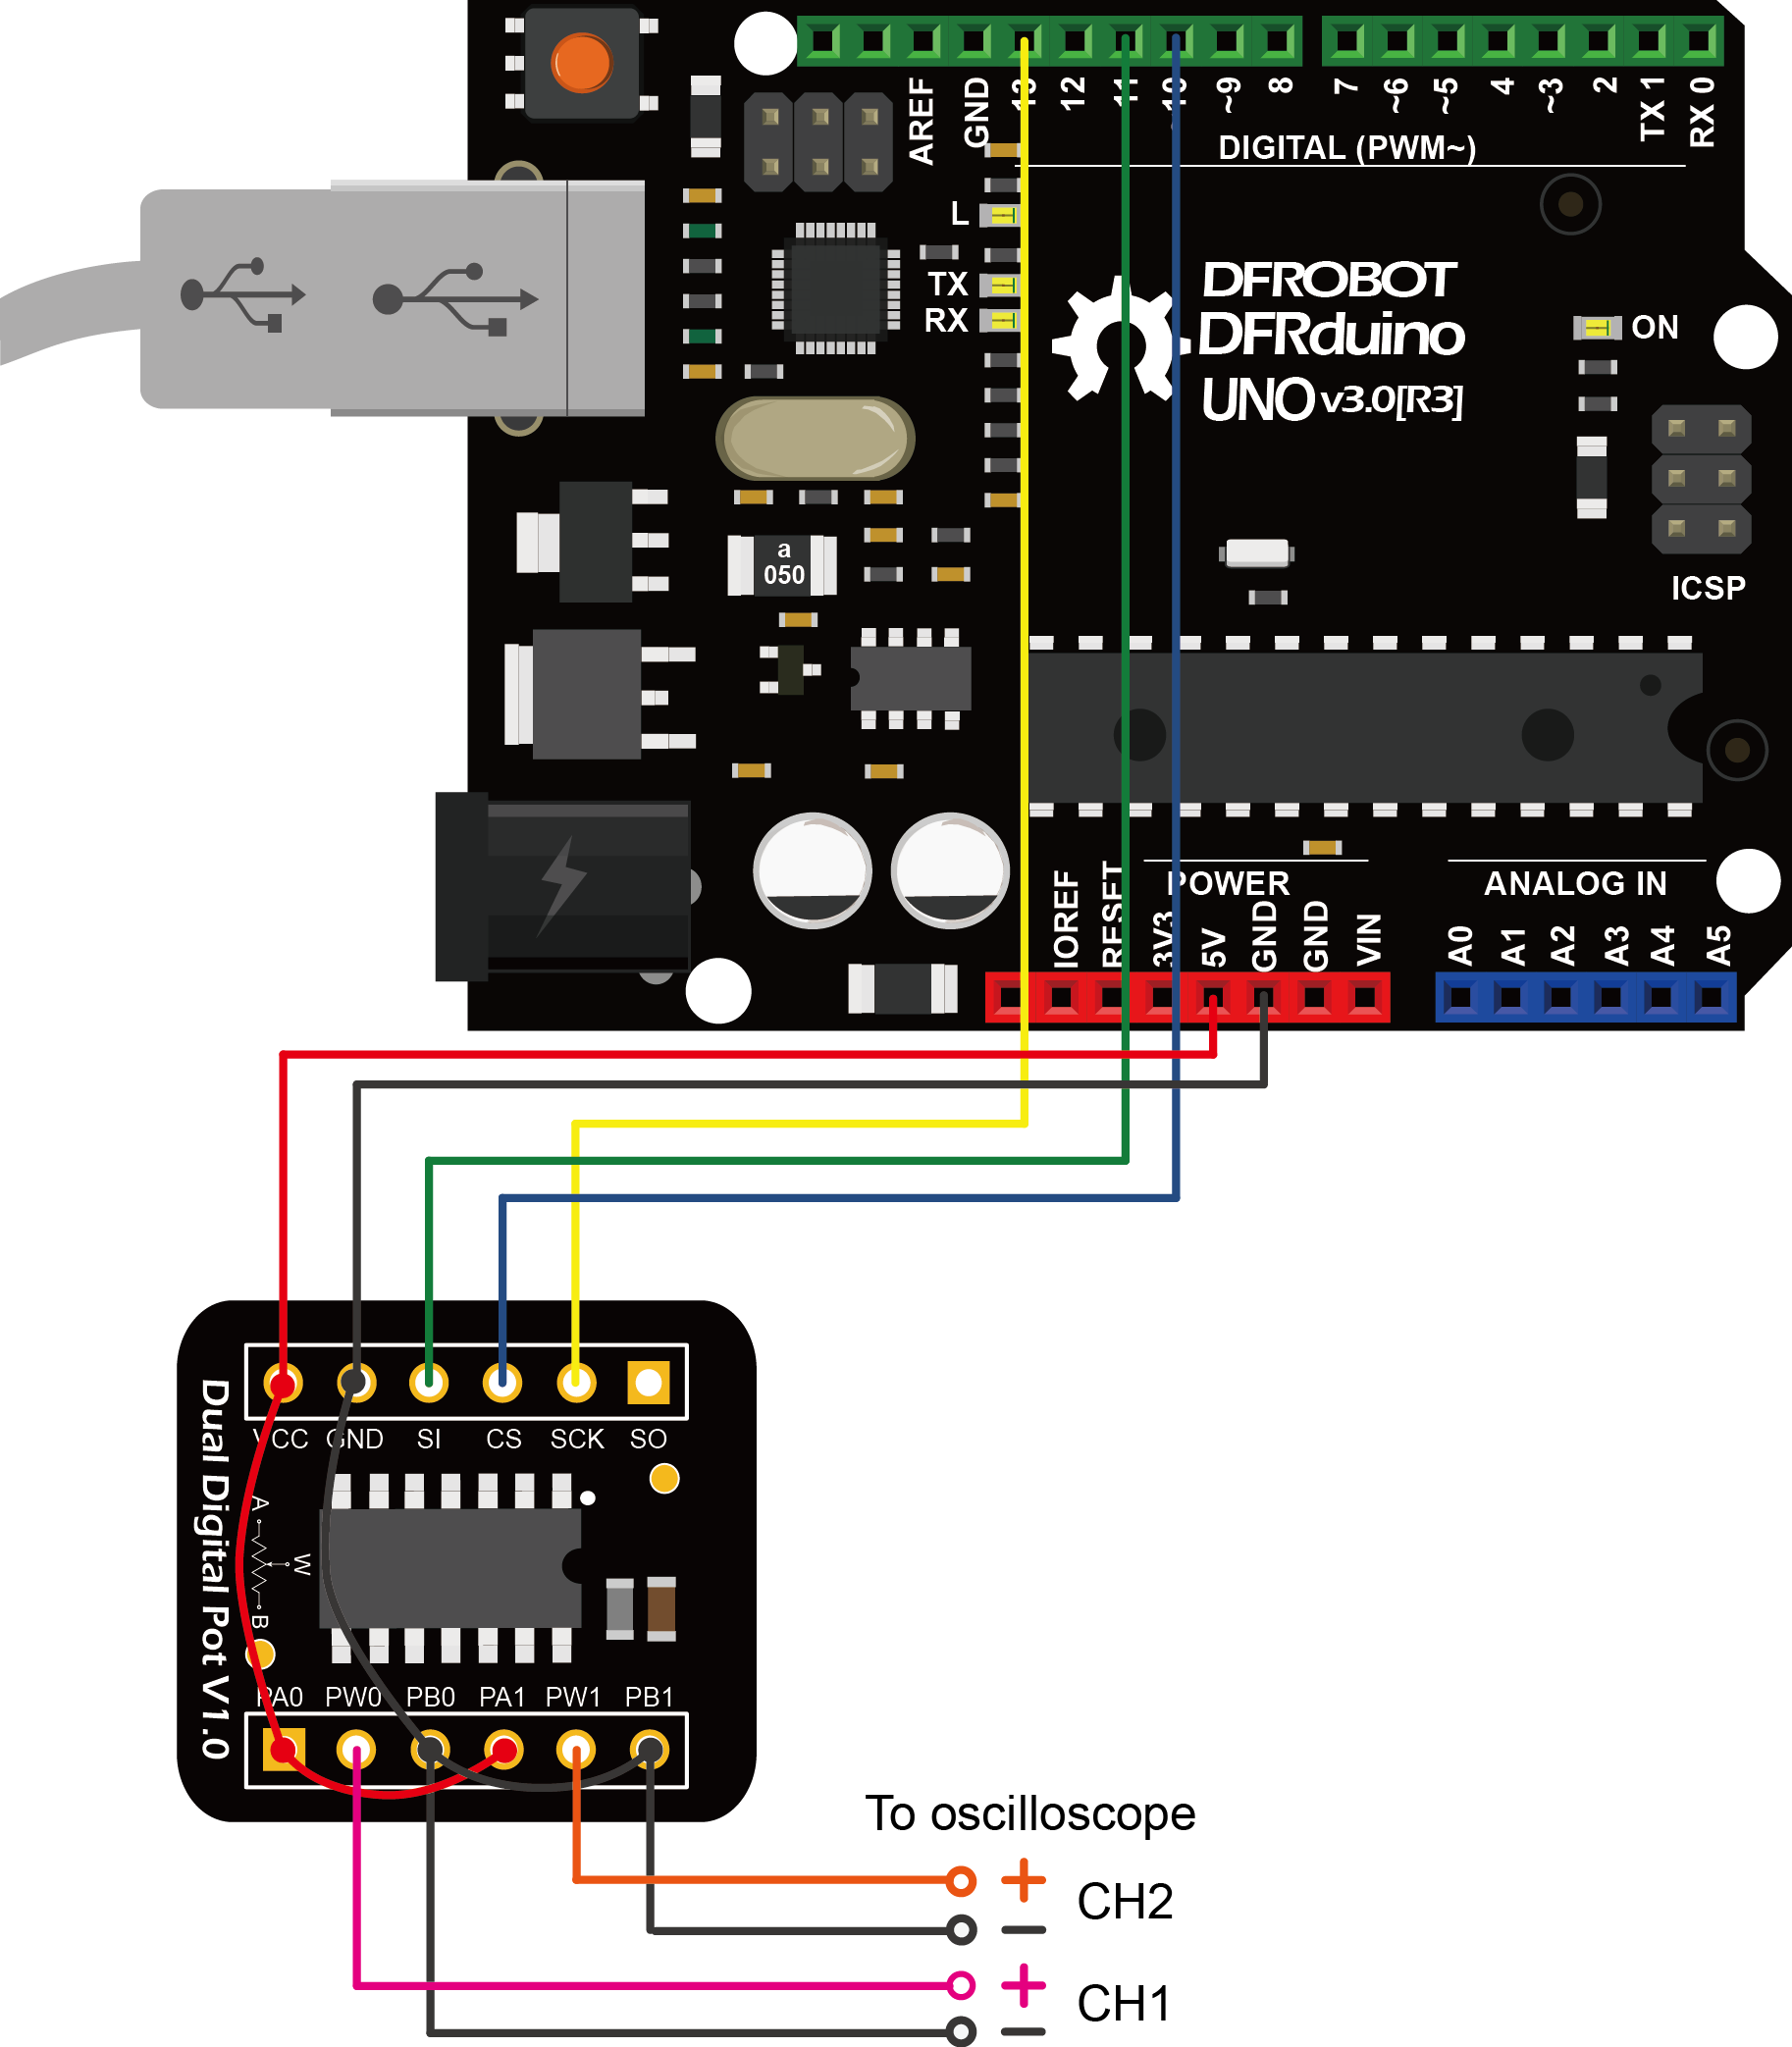 AREF
GND
13
12
11
~10
~9
8
7
~6
~5
4
~3
2
TX 1
RX 0
DIGITAL (PWM~)
L
TX
RX
DFROBOT
DFRduino
UNO v3.0[R3]
ON
ICSP
a
050
POWER
ANALOG IN
IOREF
RESET
3V3
5V
GND
GND
VIN
A0
A1
A2
A3
A4
A5
VCC GND SI CS SCK SO
Dual Digital Pot V1.0
A
W
B
PA0 PW0 PB0 PA1 PW1 PB1
To oscilloscope
+
CH2
−
+
CH1
−